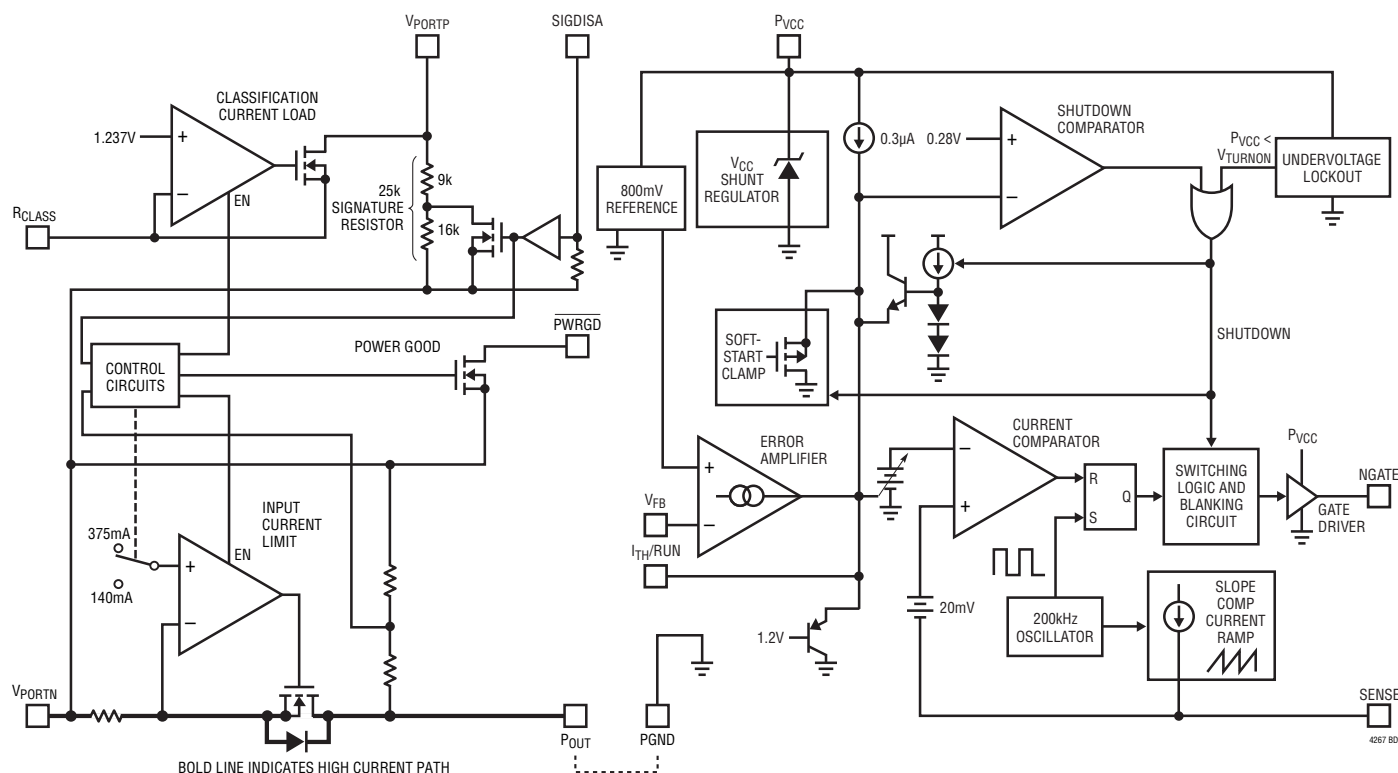 VPORTP
SIGDISA
PVCC
CLASSIFICATION
CURRENT LOAD
1.237V
+
–
EN
RCLASS
25k
SIGNATURE
RESISTOR
9k
16k
CONTROL
CIRCUITS
POWER GOOD
PWRGD
375mA
140mA
INPUT
CURRENT
LIMIT
EN
+
–
VPORTN
BOLD LINE INDICATES HIGH CURRENT PATH
POUT
PGND
800mV
REFERENCE
VCC
SHUNT
REGULATOR
0.3µA
0.28V
+
–
SHUTDOWN
COMPARATOR
PVCC <
VTURNON
UNDERVOLTAGE
LOCKOUT
SOFT-
START
CLAMP
SHUTDOWN
ERROR
AMPLIFIER
+
–
VFB
ITH/RUN
1.2V
CURRENT
COMPARATOR
–
+
20mV
R
S
Q
SWITCHING
LOGIC AND
BLANKING
CIRCUIT
PVCC
NGATE
GATE
DRIVER
200kHz
OSCILLATOR
SLOPE
COMP
CURRENT
RAMP
SENSE
4267 BD